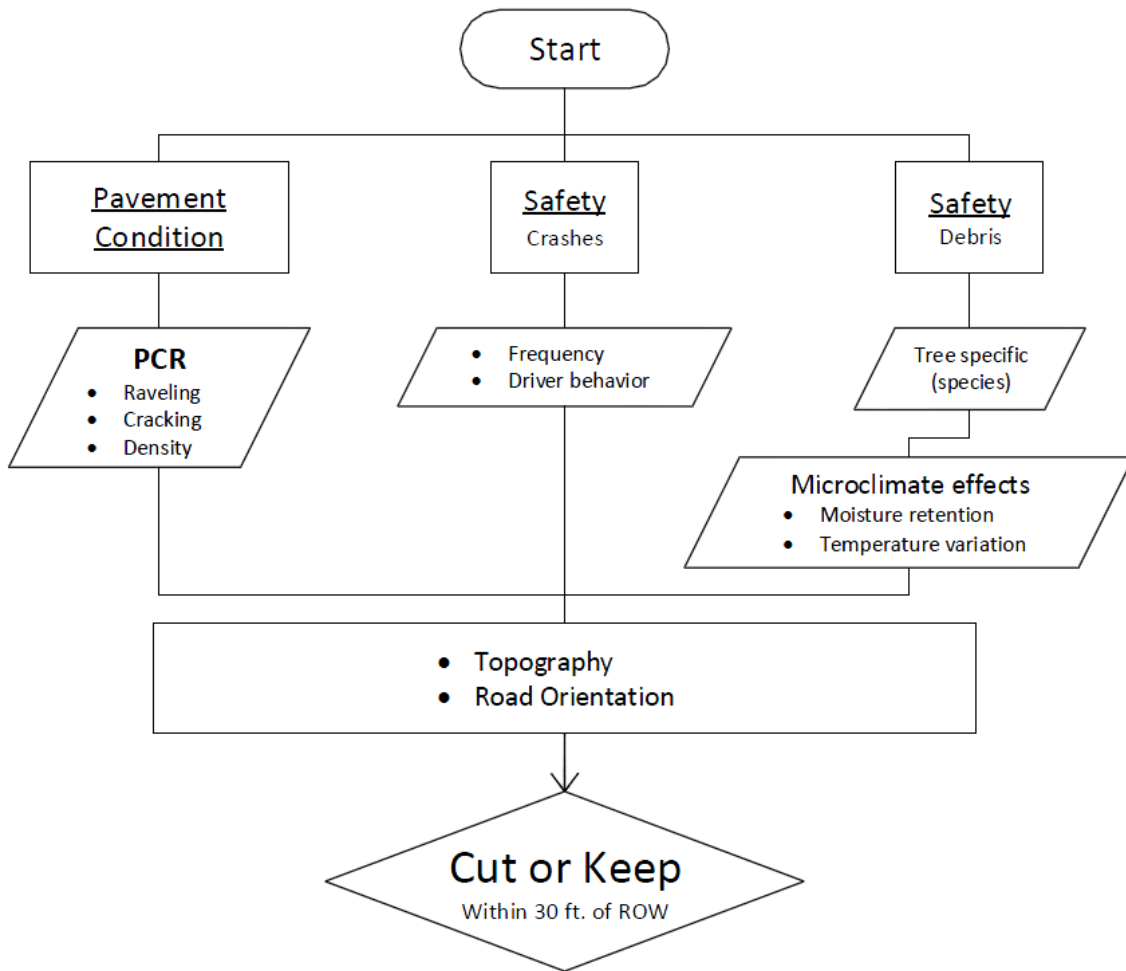 Start
Pavement
Condition
Safety
Crashes
Safety
Debris
PCR
• Raveling
• Cracking
• Density
• Frequency
• Driver behavior
Tree specific
(species)
Microclimate effects
• Moisture retention
• Temperature variation
• Topography
• Road Orientation
Cut or Keep
Within 30 ft. of ROW